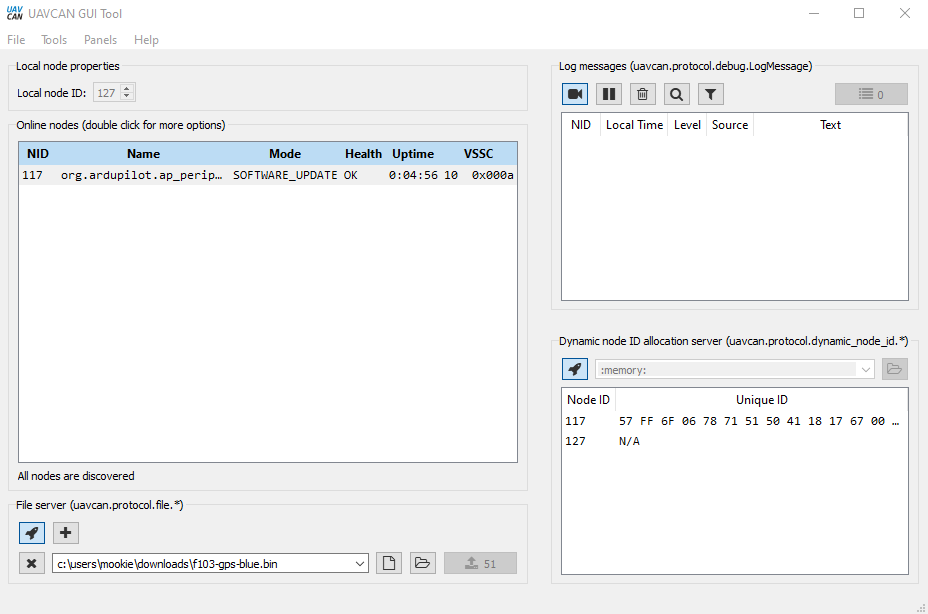 UAV
CAN
UAVCAN GUI Tool
File Tools Panels Help
Local node properties
Local node ID: 127
Online nodes (double click for more options)
NID Name Mode Health Uptime VSSC
117 org.ardupilot.ap_perip… SOFTWARE_UPDATE OK 0:04:56 10 0x000a
All nodes are discovered
File server (uavcan.protocol.file.*)
c:\users\mookie\downloads\f103-gps-blue.bin
51
Log messages (uavcan.protocol.debug.LogMessage)
0
NID Local Time Level Source Text
Dynamic node ID allocation server (uavcan.protocol.dynamic_node_id.*)
:memory:
Node ID Unique ID
117 57 FF 6F 06 78 71 51 50 41 18 17 67 00 …
127 N/A